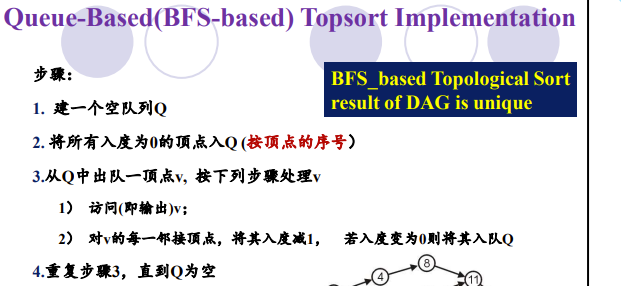 Queue-Based(BFS-based) Topsort Implementation
步骤:
BFS_based Topological Sort
result of DAG is unique
1. 建一个空队列Q
2. 将所有入度为0的顶点入Q (按顶点的序号)
3.从Q中出队一顶点v, 按下列步骤处理v
1) 访问(即输出)v;
2) 对v的每一邻接顶点，将其入度减1， 若入度变为0则将其入队Q
4.重复步骤3，直到Q为空
8
4
11